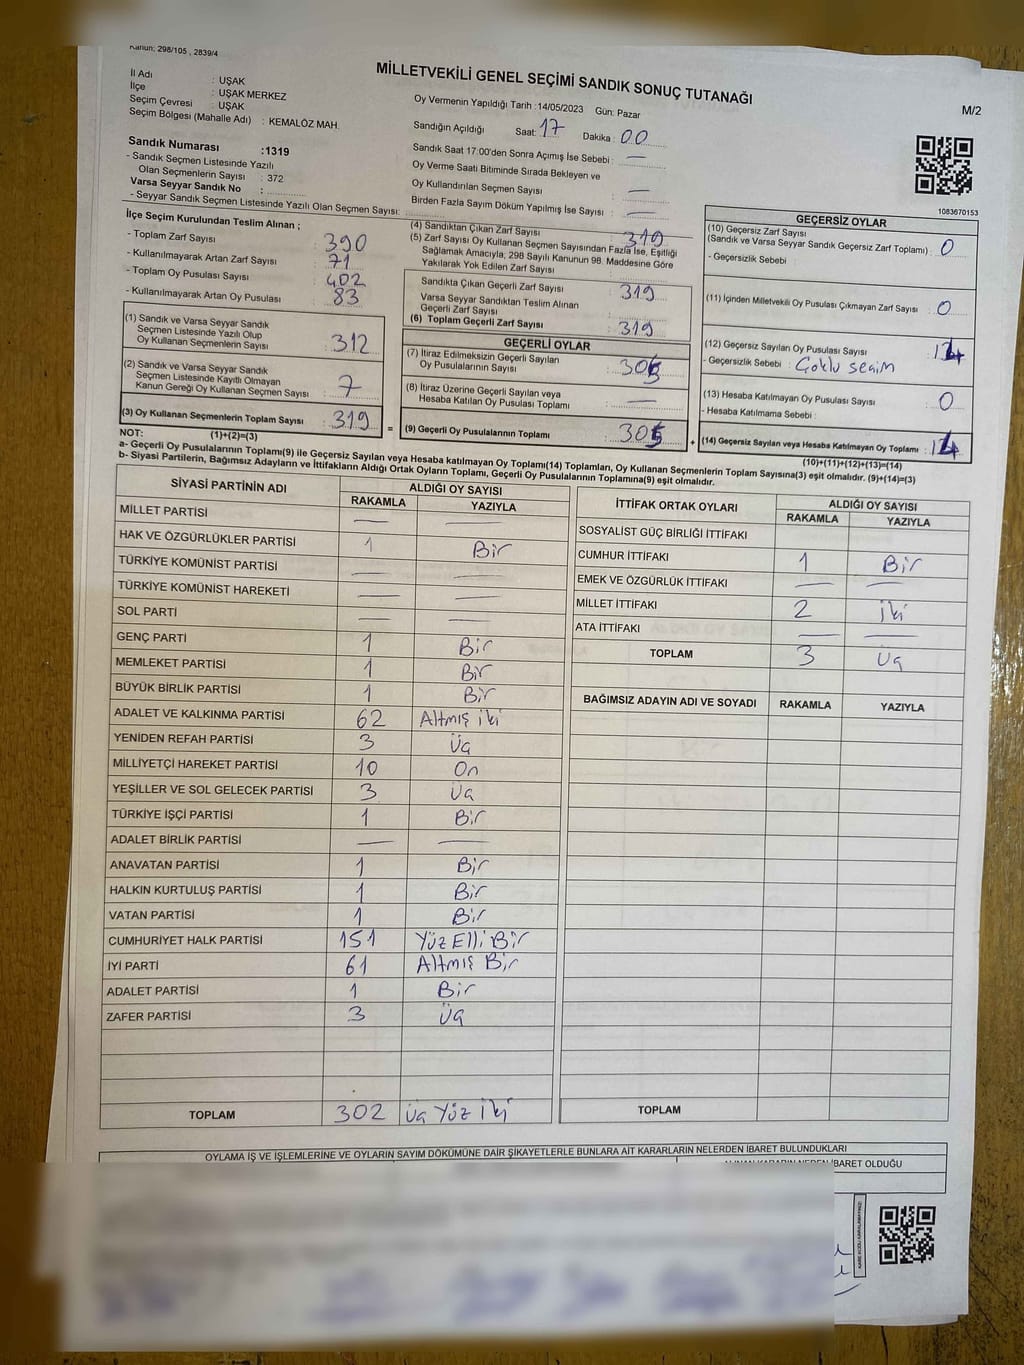 Kanun; 298/105 , 2839/4
MİLLETVEKİLİ GENEL SEÇİMİ SANDIK SONUÇ TUTANAĞI
M/2
İl Adı : UŞAK
İlçe : UŞAK MERKEZ
Seçim Çevresi : UŞAK
Seçim Bölgesi (Mahalle Adı) : KEMALÖZ MAH.
Sandık Numarası :1319
- Sandık Seçmen Listesinde Yazılı
Olan Seçmenlerin Sayısı : 372
Varsa Seyyar Sandık No :
- Seyyar Sandık Seçmen Listesinde Yazılı Olan Seçmen Sayısı:
Oy Vermenin Yapıldığı Tarih :14/05/2023 Gün: Pazar
Sandığın Açıldığı Saat: 17 Dakika : 00
Sandık Saat 17:00'den Sonra Açımış İse Sebebi : —
Oy Verme Saati Bitiminde Sırada Bekleyen ve
Oy Kullandırılan Seçmen Sayısı : —
Birden Fazla Sayım Döküm Yapılmış İse Sayısı : —
1083670153
İlçe Seçim Kurulundan Teslim Alınan ;
- Toplam Zarf Sayısı : 390
- Kullanılmayarak Artan Zarf Sayısı : 71
- Toplam Oy Pusulası Sayısı : 402
- Kullanılmayarak Artan Oy Pusulası : 83
(1) Sandık ve Varsa Seyyar Sandık
Seçmen Listesinde Yazılı Olup
Oy Kullanan Seçmenlerin Sayısı : 312
(2) Sandık ve Varsa Seyyar Sandık
Seçmen Listesinde Kayıtlı Olmayan
Kanun Gereği Oy Kullanan Seçmen Sayısı : 7
(3) Oy Kullanan Seçmenlerin Toplam Sayısı : 319
(4) Sandıktan Çıkan Zarf Sayısı : 319
(5) Zarf Sayısı Oy Kullanan Seçmen Sayısından Fazla İse, Eşitliği
Sağlamak Amacıyla, 298 Sayılı Kanunun 98. Maddesine Göre
Yakılarak Yok Edilen Zarf Sayısı :
Sandıkta Çıkan Geçerli Zarf Sayısı : 319
Varsa Seyyar Sandıktan Teslim Alınan
Geçerli Zarf Sayısı :
(6) Toplam Geçerli Zarf Sayısı : 319
GEÇERLİ OYLAR
(7) İtiraz Edilmeksizin Geçerli Sayılan
Oy Pusulalarının Sayısı : 305
(8) İtiraz Üzerine Geçerli Sayılan veya
Hesaba Katılan Oy Pusulası Toplamı : —
= (9) Geçerli Oy Pusulalarının Toplamı : 305 +
GEÇERSİZ OYLAR
(10) Geçersiz Zarf Sayısı
(Sandık ve Varsa Seyyar Sandık Geçersiz Zarf Toplamı) : 0
- Geçersizlik Sebebi :
(11) İçinden Milletvekili Oy Pusulası Çıkmayan Zarf Sayısı : 0
(12) Geçersiz Sayılan Oy Pusulası Sayısı : 14
- Geçersizlik Sebebi : Çoklu seçim
(13) Hesaba Katılmayan Oy Pusulası Sayısı : 0
- Hesaba Katılmama Sebebi :
(14) Geçersiz Sayılan veya Hesaba Katılmayan Oy Toplamı : 14
NOT: (1)+(2)=(3) (10)+(11)+(12)+(13)=(14)
a- Geçerli Oy Pusulalarının Toplamı(9) ile Geçersiz Sayılan veya Hesaba Katılmayan Oy Toplamı(14) Toplamları, Oy Kullanan Seçmenlerin Toplam Sayısına(3) eşit olmalıdır. (9)+(14)=(3)
b- Siyasi Partilerin, Bağımsız Adayların ve İttifakların Aldığı Ortak Oyların Toplamı, Geçerli Oy Pusulalarının Toplamına(9) eşit olmalıdır.
SİYASİ PARTİNİN ADI ALDIĞI OY SAYISI
RAKAMLA YAZIYLA
MİLLET PARTİSİ —
HAK VE ÖZGÜRLÜKLER PARTİSİ 1 Bir
TÜRKİYE KOMÜNİST PARTİSİ — —
TÜRKİYE KOMÜNİST HAREKETİ — —
SOL PARTİ — —
GENÇ PARTİ 1 Bir
MEMLEKET PARTİSİ 1 Bir
BÜYÜK BİRLİK PARTİSİ 1 Bir
ADALET VE KALKINMA PARTİSİ 62 Altmış iki
YENİDEN REFAH PARTİSİ 3 Üç
MİLLİYETÇİ HAREKET PARTİSİ 10 On
YEŞİLLER VE SOL GELECEK PARTİSİ 3 Üç
TÜRKİYE İŞÇİ PARTİSİ 1 Bir
ADALET BİRLİK PARTİSİ — —
ANAVATAN PARTİSİ 1 Bir
HALKIN KURTULUŞ PARTİSİ 1 Bir
VATAN PARTİSİ 1 Bir
CUMHURİYET HALK PARTİSİ 151 Yüz Elli Bir
İYİ PARTİ 61 Altmış Bir
ADALET PARTİSİ 1 Bir
ZAFER PARTİSİ 3 Üç
TOPLAM 302 Üç Yüz İki
İTTİFAK ORTAK OYLARI ALDIĞI OY SAYISI
RAKAMLA YAZIYLA
SOSYALİST GÜÇ BİRLİĞİ İTTİFAKI
CUMHUR İTTİFAKI 1 Bir
EMEK VE ÖZGÜRLÜK İTTİFAKI — —
MİLLET İTTİFAKI 2 İki
ATA İTTİFAKI — —
TOPLAM 3 Üç
BAĞIMSIZ ADAYIN ADI VE SOYADI RAKAMLA YAZIYLA
TOPLAM
OYLAMA İŞ VE İŞLEMLERİNE VE OYLARIN SAYIM DÖKÜMÜNE DAİR ŞİKAYETLERLE BUNLARA AİT KARARLARIN NELERDEN İBARET BULUNDUKLARI
ALINAN KARARIN NEDEN İBARET OLDUĞU